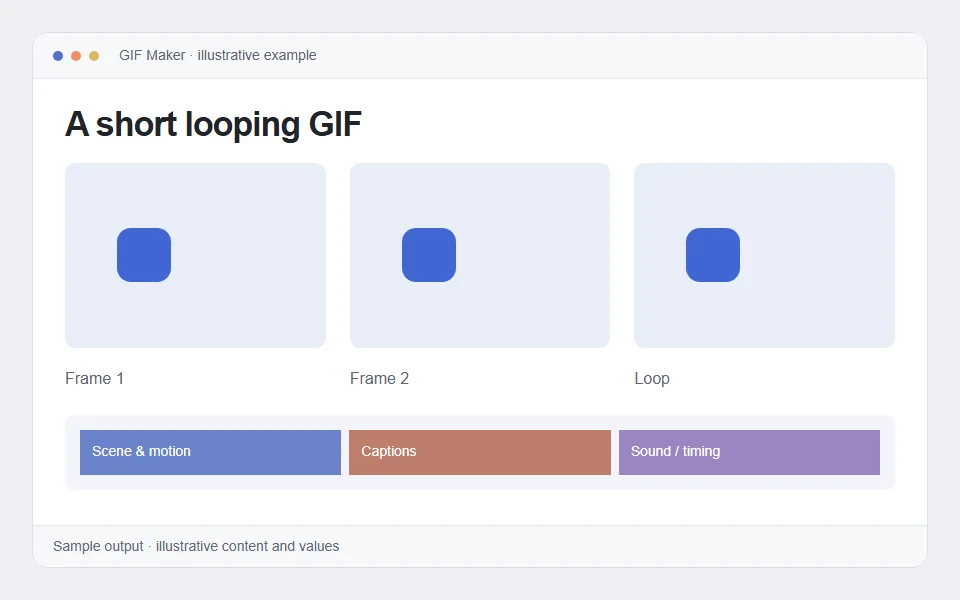 GIF Maker · illustrative example
A short looping GIF
Frame 1
Frame 2
Loop
Scene & motion
Captions
Sound / timing
Sample output · illustrative content and values